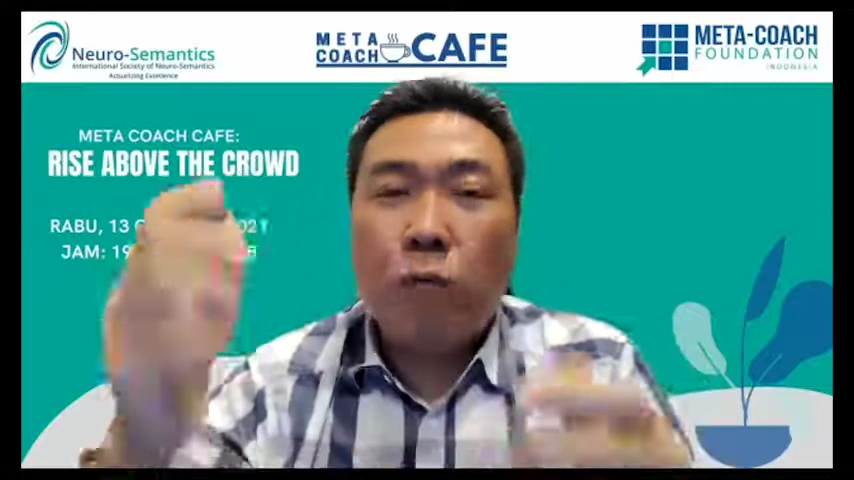 Neuro-Semantics
International Society of Neuro-Semantics
Actualizing Excellence
META
COACH CAFE
META-COACH
FOUNDATION
INDONESIA
META COACH CAFE:
RISE ABOVE THE CROWD
RABU, 13
JAM: 19